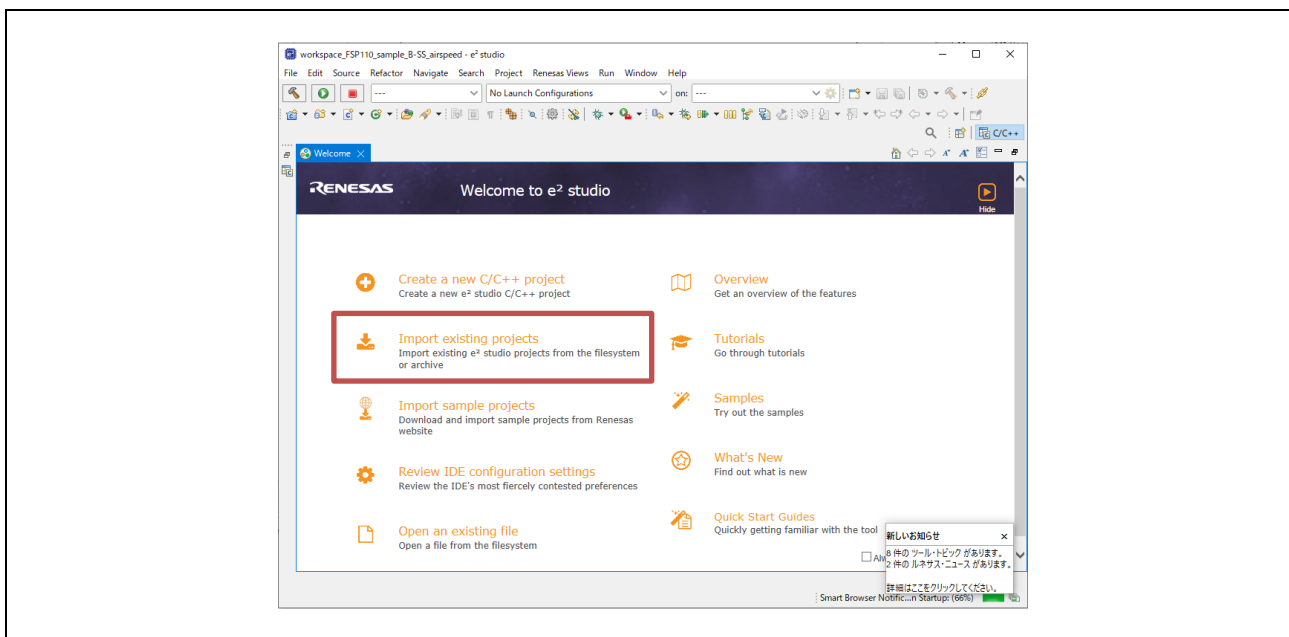 workspace_FSP110_sample_B-SS_airspeed - e² studio
File Edit Source Refactor Navigate Search Project Renesas Views Run Window Help
--- No Launch Configurations on: ---
C/C++
Welcome
RENESAS Welcome to e² studio
Hide
Create a new C/C++ project
Create a new e² studio C/C++ project
Import existing projects
Import existing e² studio projects from the filesystem
or archive
Import sample projects
Download and import sample projects from Renesas
website
Review IDE configuration settings
Review the IDE's most fiercely contested preferences
Open an existing file
Open a file from the filesystem
Overview
Get an overview of the features
Tutorials
Go through tutorials
Samples
Try out the samples
What's New
Find out what is new
Quick Start Guides
Quickly getting familiar with the tool
新しいお知らせ
8 件の ツール・トピック があります。
2 件の ルネサス・ニュース があります。
詳細はここをクリックしてください。
Smart Browser Notific...n Startup: (66%)